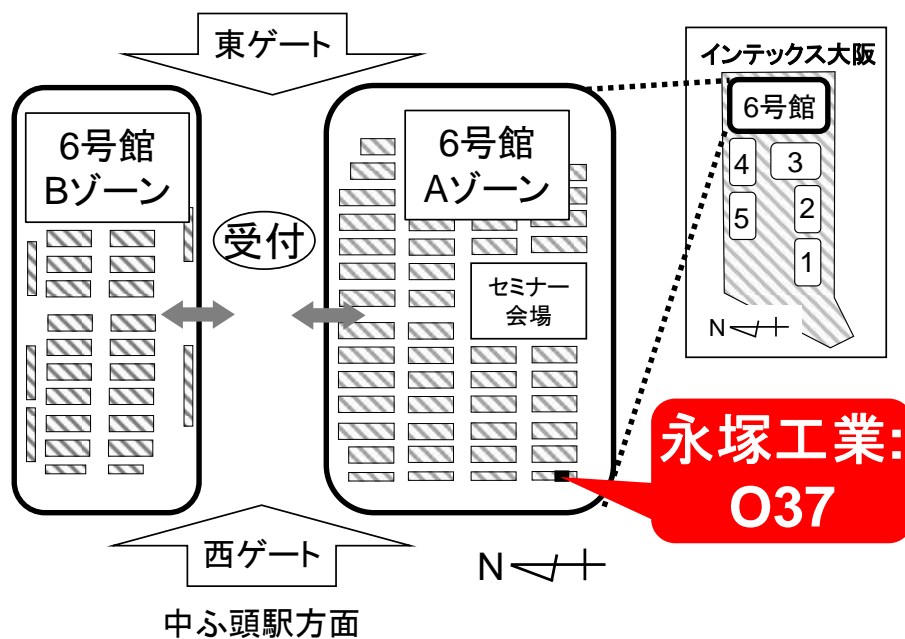 東ゲート
インテックス大阪
6号館
4
3
5
2
1
N
6号館
Bゾーン
受付
6号館
Aゾーン
セミナー
会場
永塚工業:
O37
西ゲート
N
中ふ頭駅方面